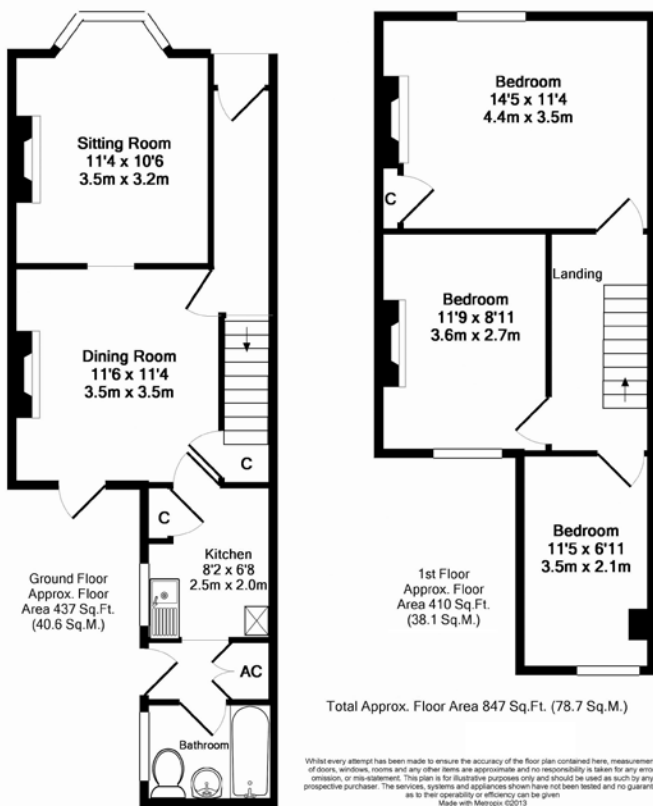 Sitting Room
11'4 x 10'6
3.5m x 3.2m
Dining Room
11'6 x 11'4
3.5m x 3.5m
C
C
Kitchen
8'2 x 6'8
2.5m x 2.0m
AC
Bathroom
Ground Floor
Approx. Floor
Area 437 Sq.Ft.
(40.6 Sq.M.)
Bedroom
14'5 x 11'4
4.4m x 3.5m
C
Landing
Bedroom
11'9 x 8'11
3.6m x 2.7m
Bedroom
11'5 x 6'11
3.5m x 2.1m
1st Floor
Approx. Floor
Area 410 Sq.Ft.
(38.1 Sq.M.)
Total Approx. Floor Area 847 Sq.Ft. (78.7 Sq.M.)
Whilst every attempt has been made to ensure the accuracy of the floor plan contained here, measuremen
of doors, windows, rooms and any other items are approximate and no responsibility is taken for any erro
omission, or mis-statement. This plan is for illustrative purposes only and should be used as such by any
prospective purchaser. The services, systems and appliances shown have not been tested and no guarant
as to their operability or efficiency can be given
Made with Metropix ©2013